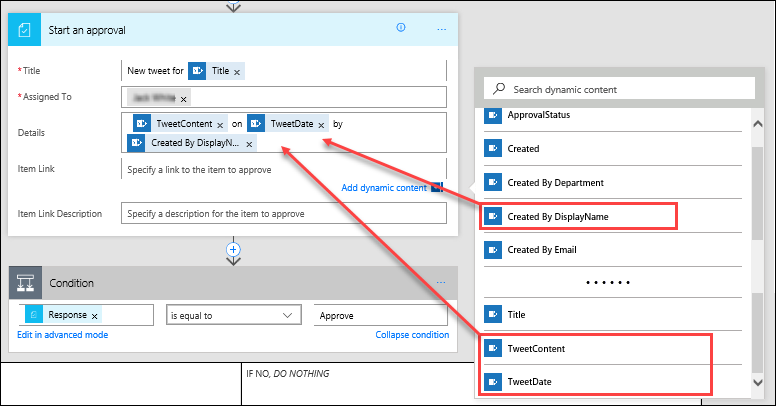 Start an approval
* Title
New tweet for Title x
* Assigned To
x
Details
TweetContent x on TweetDate x by
Created By DisplayN... x
Item Link
Specify a link to the item to approve
Add dynamic content
Item Link Description
Specify a description for the item to approve
Condition
Response x
is equal to
Approve
Edit in advanced mode
Collapse condition
IF NO, DO NOTHING
Search dynamic content
ApprovalStatus
Created
Created By Department
Created By DisplayName
Created By Email
Title
TweetContent
TweetDate